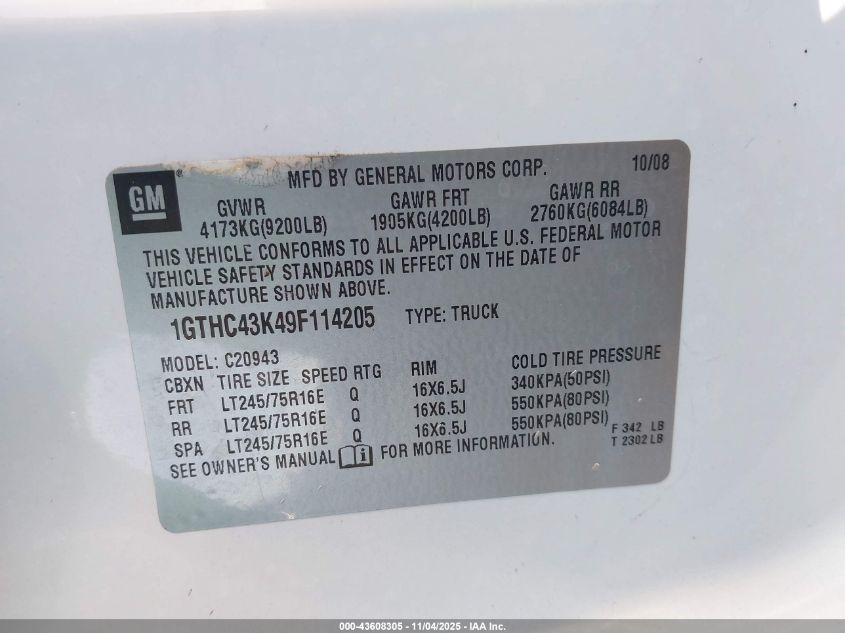 GM
®
MFD BY GENERAL MOTORS CORP. 10/08
GVWR GAWR FRT GAWR RR
4173KG(9200LB) 1905KG(4200LB) 2760KG(6084LB)
THIS VEHICLE CONFORMS TO ALL APPLICABLE U.S. FEDERAL MOTOR
VEHICLE SAFETY STANDARDS IN EFFECT ON THE DATE OF
MANUFACTURE SHOWN ABOVE.
1GTHC43K49F114205 TYPE: TRUCK
MODEL: C20943
CBXN TIRE SIZE SPEED RTG RIM COLD TIRE PRESSURE
FRT LT245/75R16E Q 16X6.5J 340KPA(50PSI)
RR LT245/75R16E Q 16X6.5J 550KPA(80PSI)
SPA LT245/75R16E Q 16X6.5J 550KPA(80PSI)
SEE OWNER'S MANUAL i FOR MORE INFORMATION.
F 342 LB
T 2302 LB
000-43608305 - 11/04/2025 - IAA Inc.